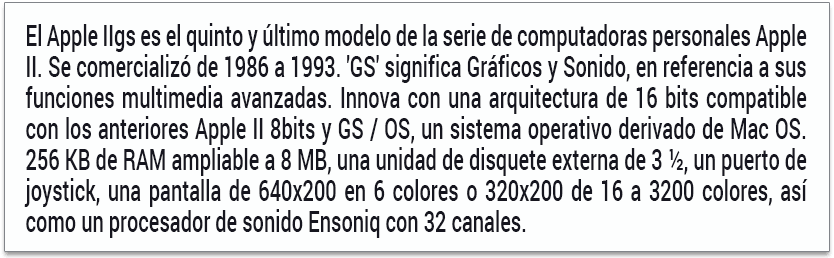 El Apple IIgs es el quinto y último modelo de la serie de computadoras personales Apple
II. Se comercializó de 1986 a 1993. 'GS' significa Gráficos y Sonido, en referencia a sus
funciones multimedia avanzadas. Innova con una arquitectura de 16 bits compatible
con los anteriores Apple II 8bits y GS / OS, un sistema operativo derivado de Mac OS.
256 KB de RAM ampliable a 8 MB, una unidad de disquete externa de 3 ½, un puerto de
joystick, una pantalla de 640x200 en 6 colores o 320x200 de 16 a 3200 colores, así
como un procesador de sonido Ensoniq con 32 canales.